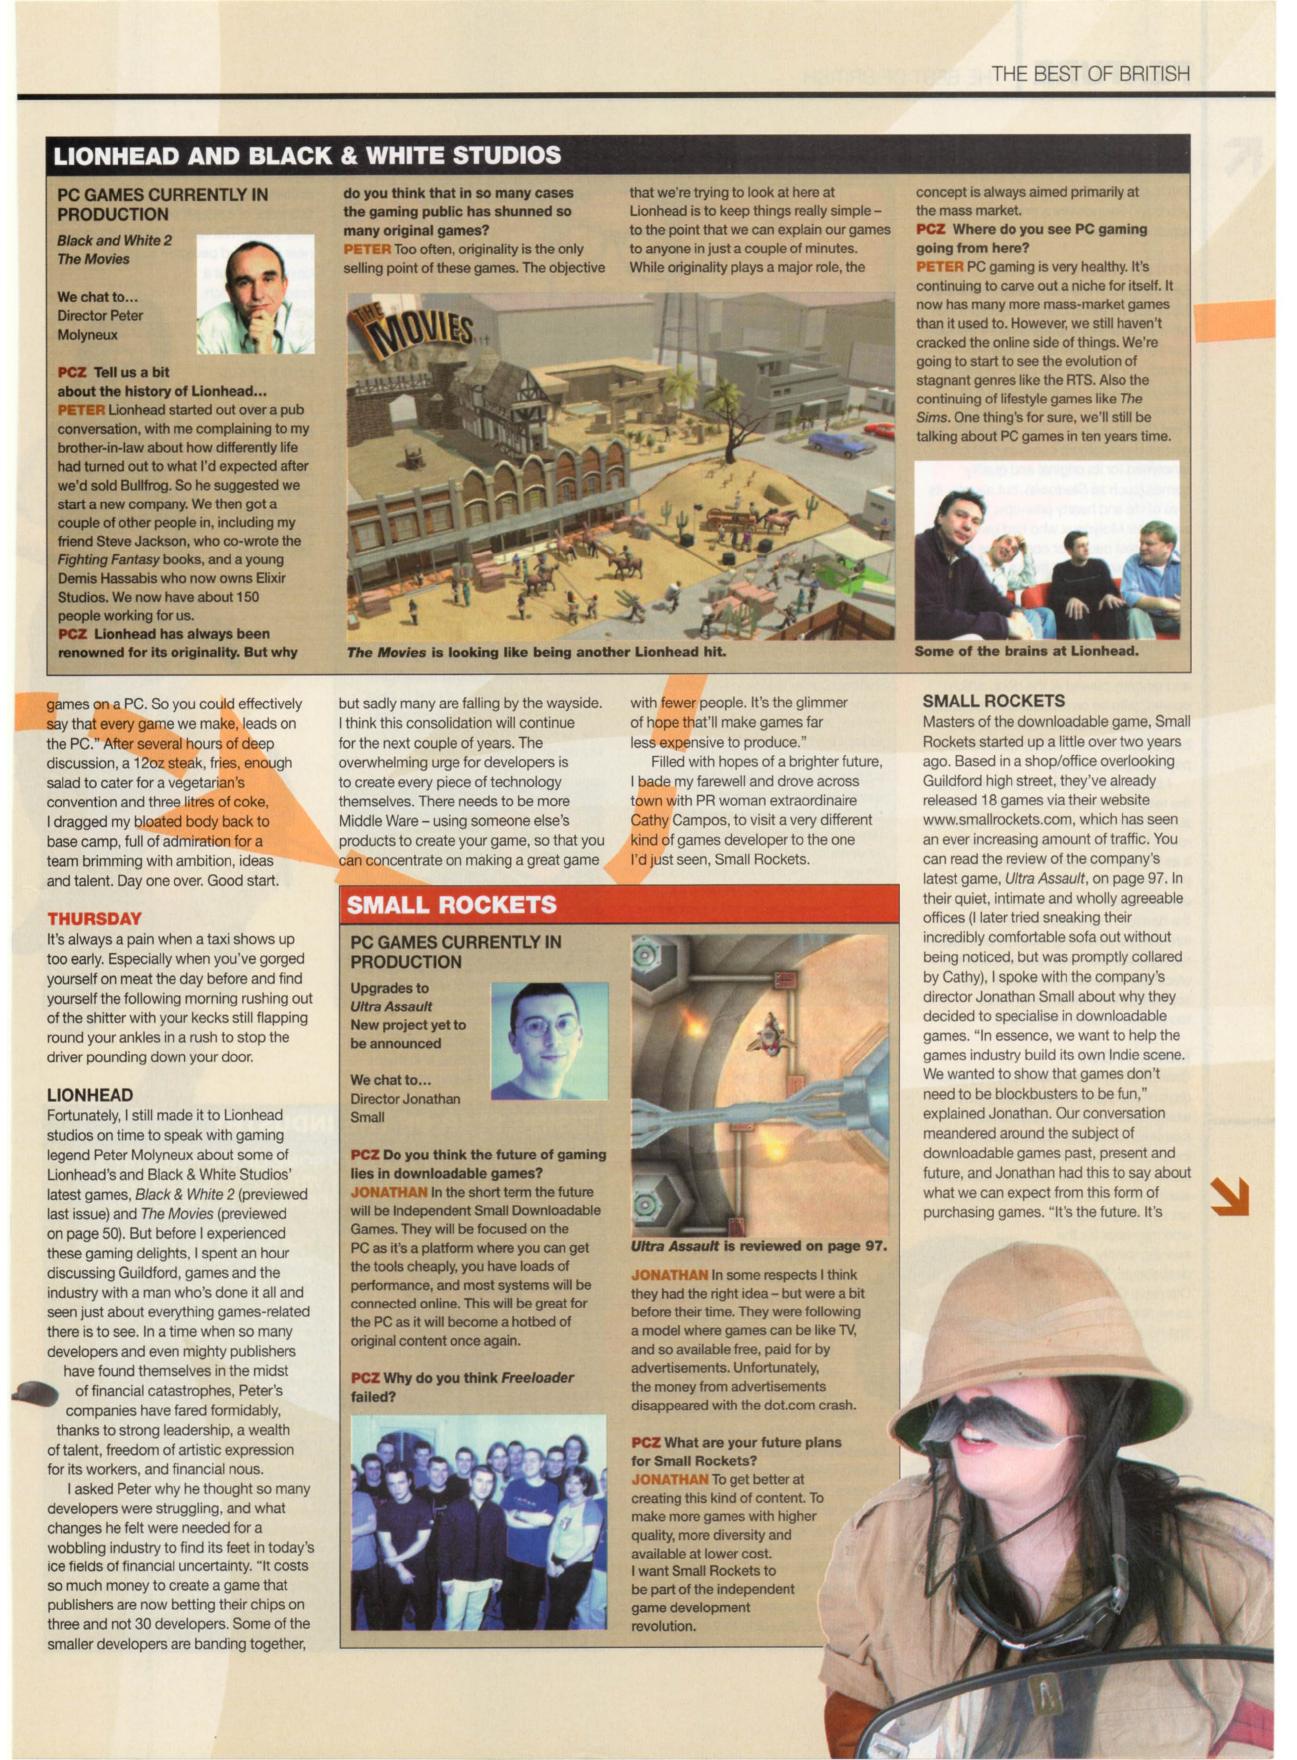 THE BEST OF BRITISH
LIONHEAD AND BLACK & WHITE STUDIOS
PC GAMES CURRENTLY IN
PRODUCTION
Black and White 2
The Movies
We chat to...
Director Peter
Molyneux
PCZ Tell us a bit
about the history of Lionhead...
PETER Lionhead started out over a pub
conversation, with me complaining to my
brother-in-law about how differently life
had turned out to what I'd expected after
we'd sold Bullfrog. So he suggested we
start a new company. We then got a
couple of other people in, including my
friend Steve Jackson, who co-wrote the
Fighting Fantasy books, and a young
Demis Hassabis who now owns Elixir
Studios. We now have about 150
people working for us.
PCZ Lionhead has always been
renowned for its originality. But why
do you think that in so many cases
the gaming public has shunned so
many original games?
PETER Too often, originality is the only
selling point of these games. The objective
that we're trying to look at here at
Lionhead is to keep things really simple –
to the point that we can explain our games
to anyone in just a couple of minutes.
While originality plays a major role, the
THE
MOVIES
The Movies is looking like being another Lionhead hit.
concept is always aimed primarily at
the mass market.
PCZ Where do you see PC gaming
going from here?
PETER PC gaming is very healthy. It's
continuing to carve out a niche for itself. It
now has many more mass-market games
than it used to. However, we still haven't
cracked the online side of things. We're
going to start to see the evolution of
stagnant genres like the RTS. Also the
continuing of lifestyle games like The
Sims. One thing's for sure, we'll still be
talking about PC games in ten years time.
Some of the brains at Lionhead.
games on a PC. So you could effectively
say that every game we make, leads on
the PC." After several hours of deep
discussion, a 12oz steak, fries, enough
salad to cater for a vegetarian's
convention and three litres of coke,
I dragged my bloated body back to
base camp, full of admiration for a
team brimming with ambition, ideas
and talent. Day one over. Good start.
THURSDAY
It's always a pain when a taxi shows up
too early. Especially when you've gorged
yourself on meat the day before and find
yourself the following morning rushing out
of the shitter with your kecks still flapping
round your ankles in a rush to stop the
driver pounding down your door.
LIONHEAD
Fortunately, I still made it to Lionhead
studios on time to speak with gaming
legend Peter Molyneux about some of
Lionhead's and Black & White Studios'
latest games, Black & White 2 (previewed
last issue) and The Movies (previewed
on page 50). But before I experienced
these gaming delights, I spent an hour
discussing Guildford, games and the
industry with a man who's done it all and
seen just about everything games-related
there is to see. In a time when so many
developers and even mighty publishers
have found themselves in the midst
of financial catastrophes, Peter's
companies have fared formidably,
thanks to strong leadership, a wealth
of talent, freedom of artistic expression
for its workers, and financial nous.
I asked Peter why he thought so many
developers were struggling, and what
changes he felt were needed for a
wobbling industry to find its feet in today's
ice fields of financial uncertainty. "It costs
so much money to create a game that
publishers are now betting their chips on
three and not 30 developers. Some of the
smaller developers are banding together,
but sadly many are falling by the wayside.
I think this consolidation will continue
for the next couple of years. The
overwhelming urge for developers is
to create every piece of technology
themselves. There needs to be more
Middle Ware – using someone else's
products to create your game, so that you
can concentrate on making a great game
with fewer people. It's the glimmer
of hope that'll make games far
less expensive to produce."
Filled with hopes of a brighter future,
I bade my farewell and drove across
town with PR woman extraordinaire
Cathy Campos, to visit a very different
kind of games developer to the one
I'd just seen, Small Rockets.
SMALL ROCKETS
PC GAMES CURRENTLY IN
PRODUCTION
Upgrades to
Ultra Assault
New project yet to
be announced
We chat to...
Director Jonathan
Small
PCZ Do you think the future of gaming
lies in downloadable games?
JONATHAN In the short term the future
will be Independent Small Downloadable
Games. They will be focused on the
PC as it's a platform where you can get
the tools cheaply, you have loads of
performance, and most systems will be
connected online. This will be great for
the PC as it will become a hotbed of
original content once again.
PCZ Why do you think Freeloader
failed?
Ultra Assault is reviewed on page 97.
JONATHAN In some respects I think
they had the right idea – but were a bit
before their time. They were following
a model where games can be like TV,
and so available free, paid for by
advertisements. Unfortunately,
the money from advertisements
disappeared with the dot.com crash.
PCZ What are your future plans
for Small Rockets?
JONATHAN To get better at
creating this kind of content. To
make more games with higher
quality, more diversity and
available at lower cost.
I want Small Rockets to
be part of the independent
game development
revolution.
SMALL ROCKETS
Masters of the downloadable game, Small
Rockets started up a little over two years
ago. Based in a shop/office overlooking
Guildford high street, they've already
released 18 games via their website
www.smallrockets.com, which has seen
an ever increasing amount of traffic. You
can read the review of the company's
latest game, Ultra Assault, on page 97. In
their quiet, intimate and wholly agreeable
offices (I later tried sneaking their
incredibly comfortable sofa out without
being noticed, but was promptly collared
by Cathy), I spoke with the company's
director Jonathan Small about why they
decided to specialise in downloadable
games. "In essence, we want to help the
games industry build its own Indie scene.
We wanted to show that games don't
need to be blockbusters to be fun,"
explained Jonathan. Our conversation
meandered around the subject of
downloadable games past, present and
future, and Jonathan had this to say about
what we can expect from this form of
purchasing games. "It's the future. It's